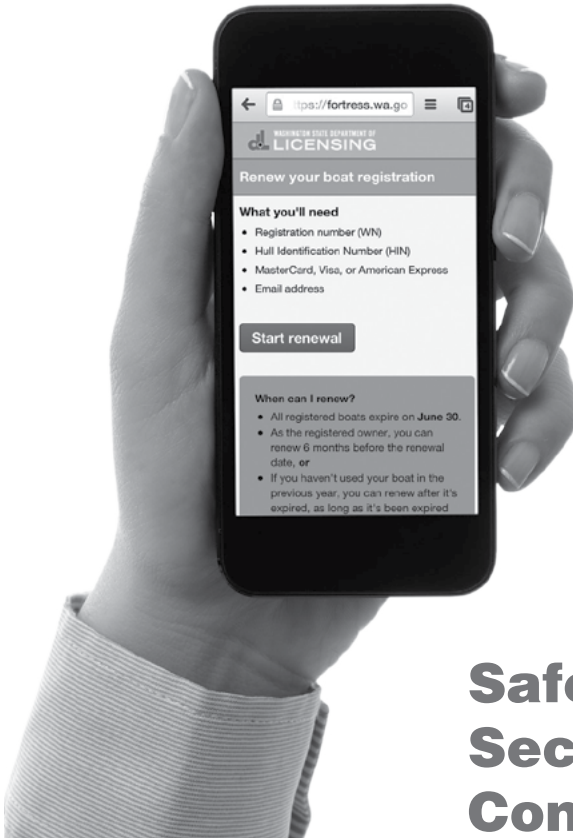 ttps://fortress.wa.go
4
WASHINGTON STATE DEPARTMENT OF
dol LICENSING
Renew your boat registration
What you'll need
• Registration number (WN)
• Hull Identification Number (HIN)
• MasterCard, Visa, or American Express
• Email address
Start renewal
When can I renew?
• All registered boats expire on June 30.
• As the registered owner, you can
renew 6 months before the renewal
date, or
• If you haven't used your boat in the
previous year, you can renew after it's
expired, as long as it's been expired
Safe
Sec
Con